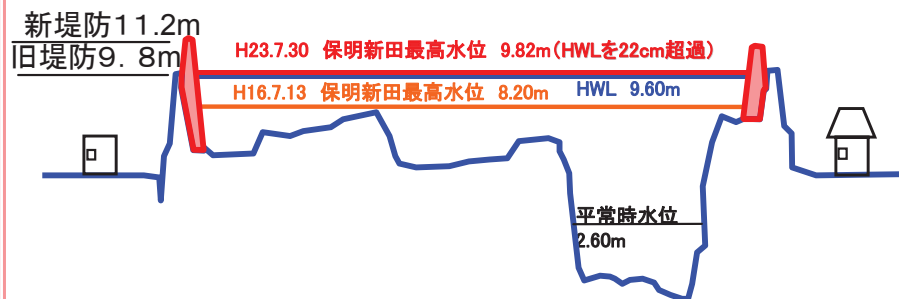 新堤防11.2m
旧堤防9．8m
H23.7.30 保明新田最高水位 9.82m(HWLを22cm超過)
H16.7.13 保明新田最高水位 8.20m HWL 9.60m
平常時水位
2.60m